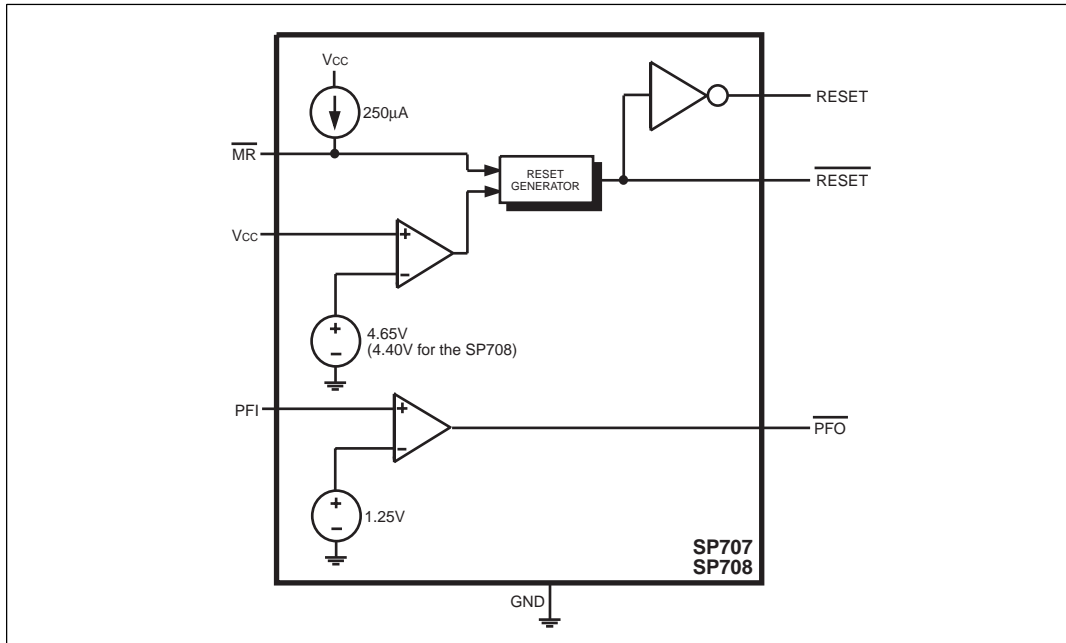 VCC
250µA
MR
RESET
RESET
GENERATOR
RESET
VCC
+
−
+
−
4.65V
(4.40V for the SP708)
PFI
+
−
PFO
+
−
1.25V
SP707
SP708
GND